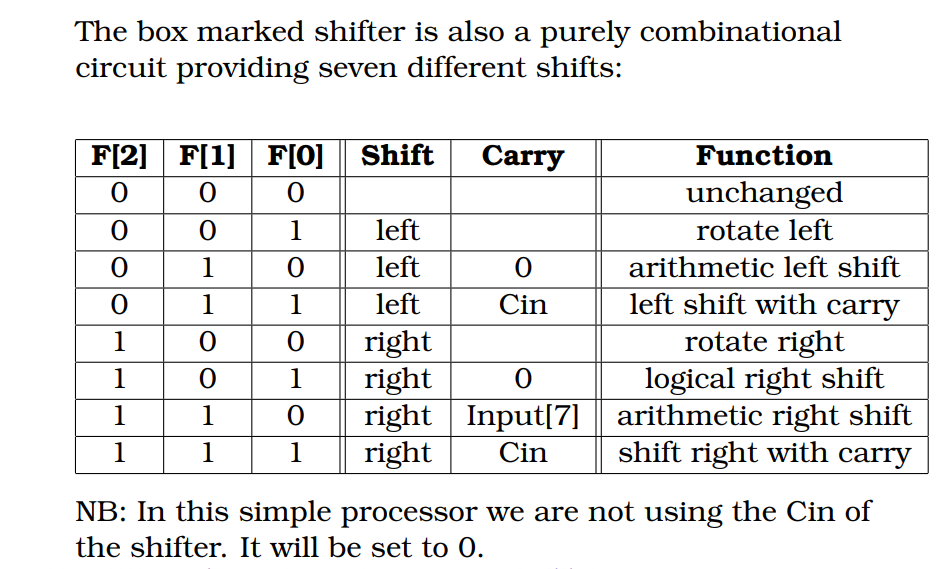 The box marked shifter is also a purely combinational
circuit providing seven different shifts:
F[2] F[1] F[0] Shift Carry Function
0 0 0 unchanged
0 0 1 left rotate left
0 1 0 left 0 arithmetic left shift
0 1 1 left Cin left shift with carry
1 0 0 right rotate right
1 0 1 right 0 logical right shift
1 1 0 right Input[7] arithmetic right shift
1 1 1 right Cin shift right with carry
NB: In this simple processor we are not using the Cin of
the shifter. It will be set to 0.